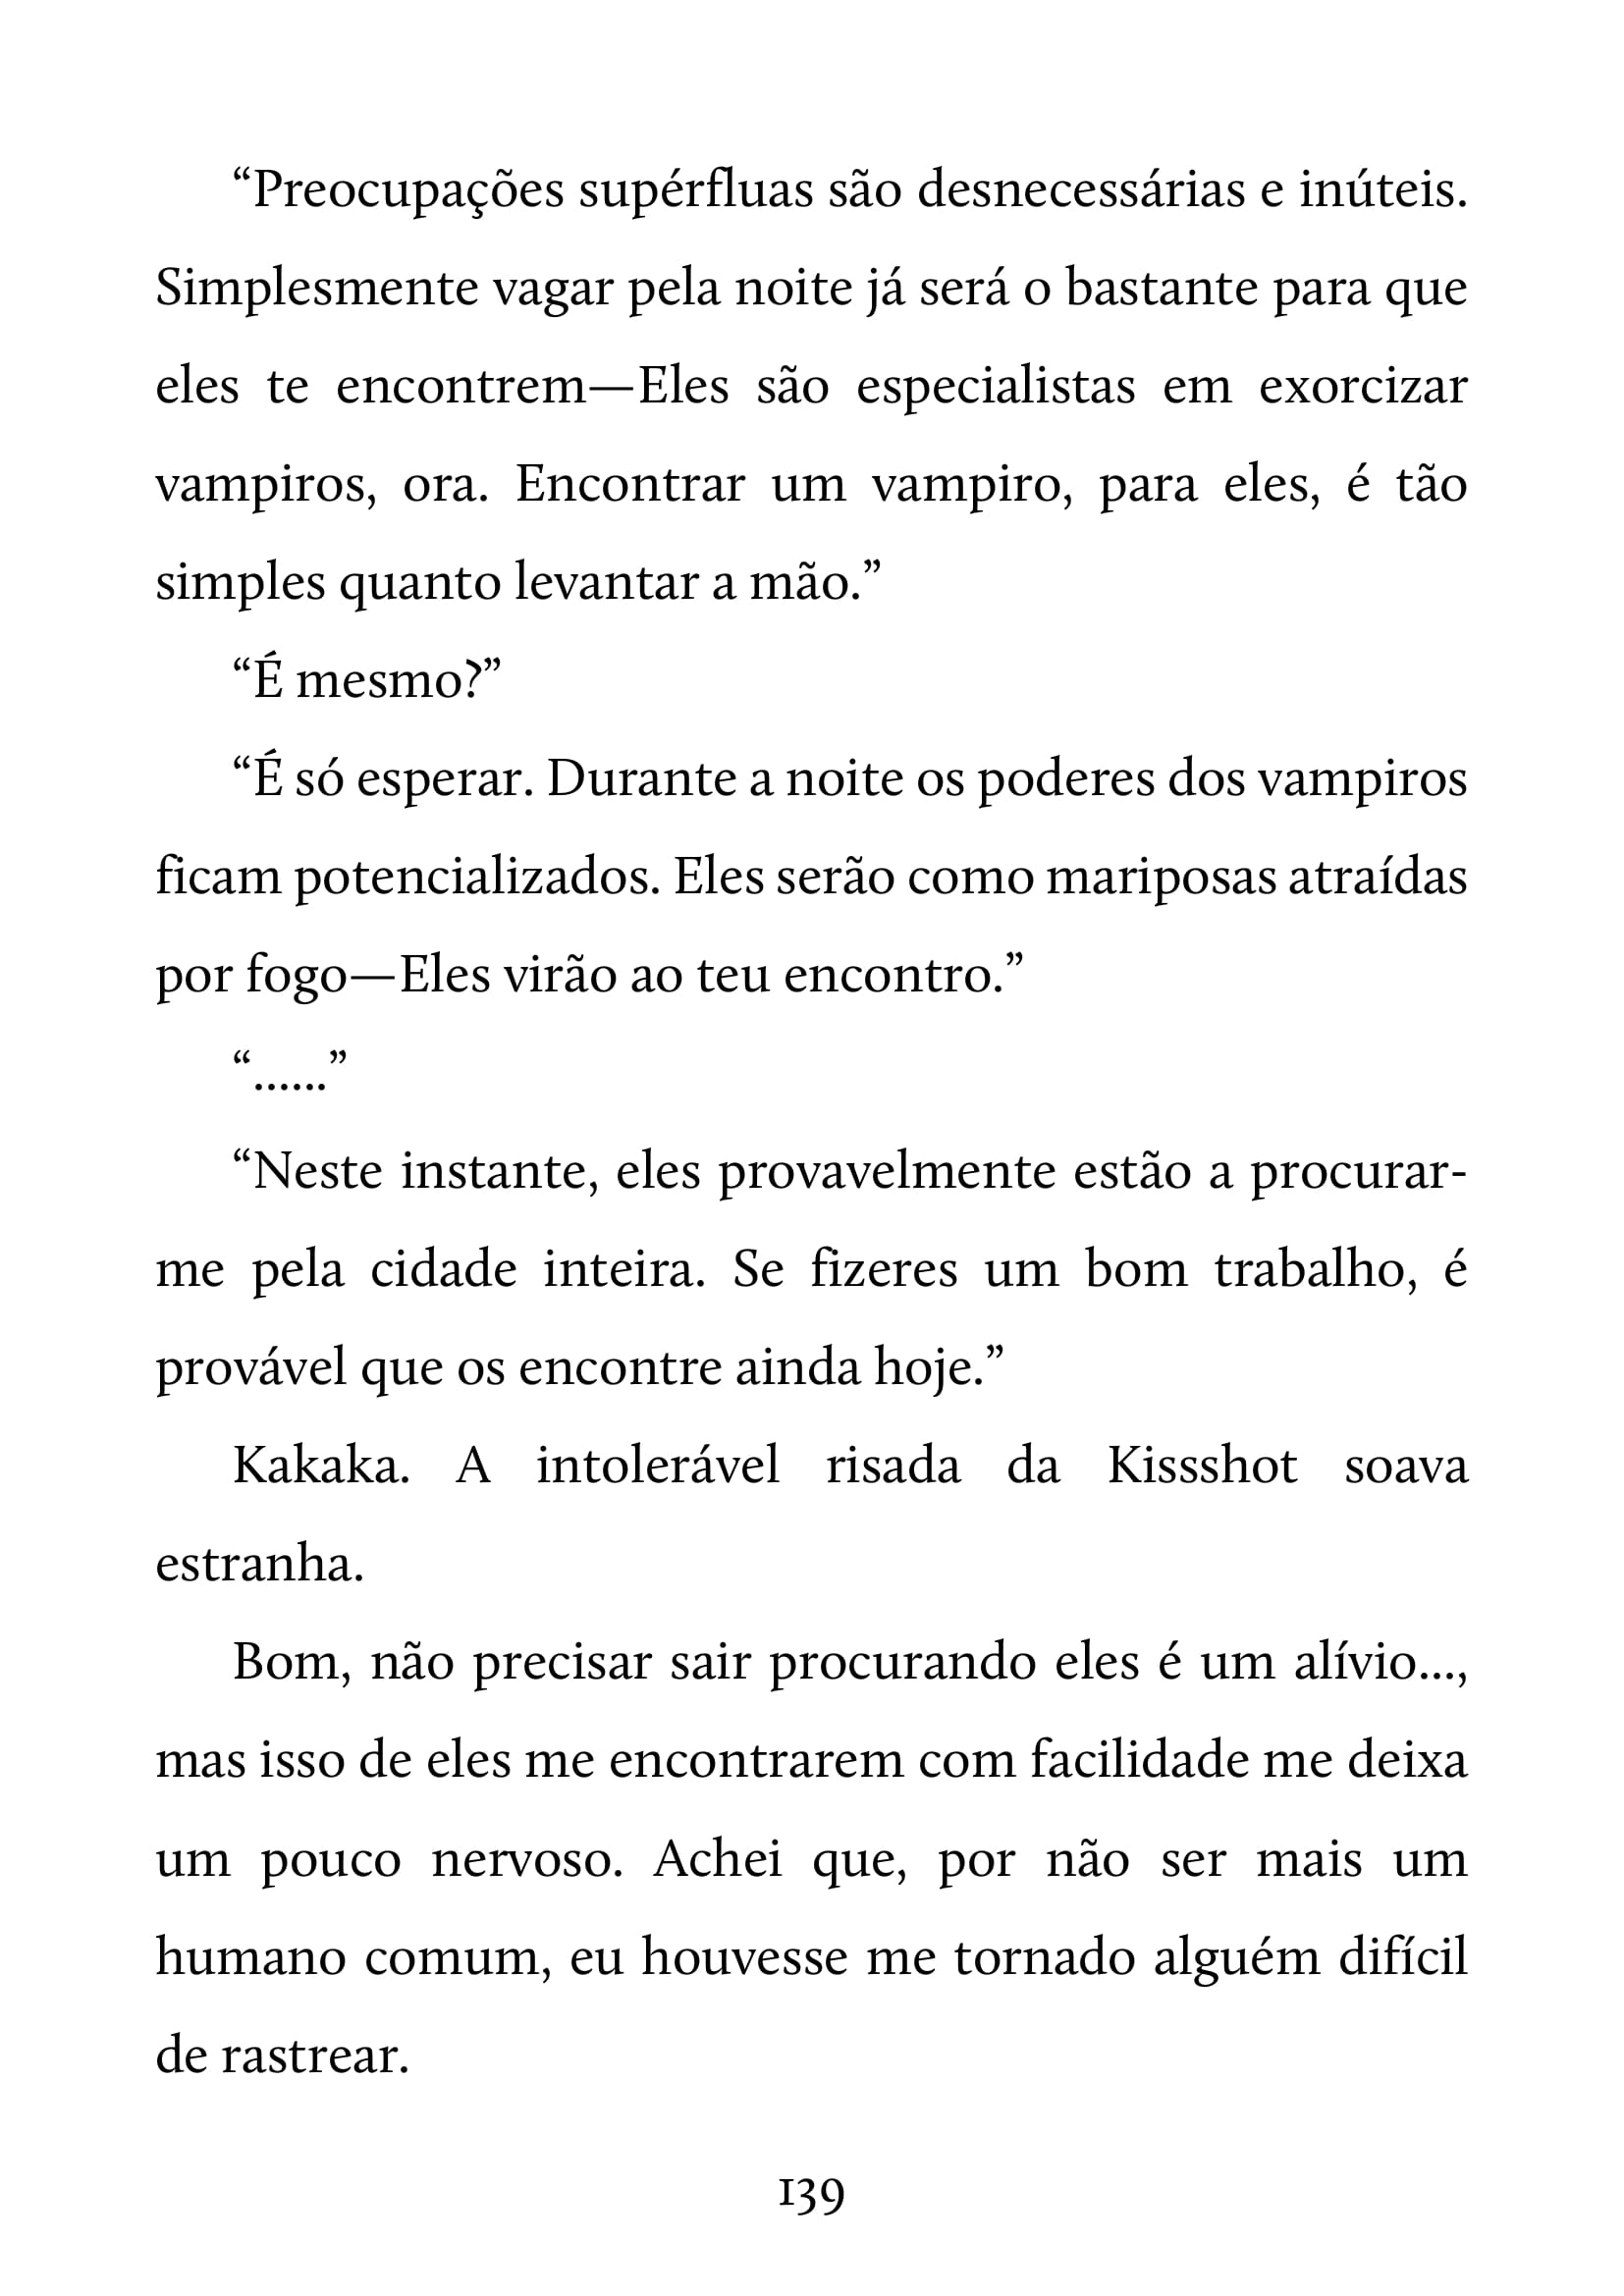 “Preocupações supérfluas são desnecessárias e inúteis.
Simplesmente vagar pela noite já será o bastante para que
eles te encontrem—Eles são especialistas em exorcizar
vampiros, ora. Encontrar um vampiro, para eles, é tão
simples quanto levantar a mão.”
“É mesmo?”
“É só esperar. Durante a noite os poderes dos vampiros
ficam potencializados. Eles serão como mariposas atraídas
por fogo—Eles virão ao teu encontro.”
“......”
“Neste instante, eles provavelmente estão a procurar-
me pela cidade inteira. Se fizeres um bom trabalho, é
provável que os encontre ainda hoje.”
Kakaka. A intolerável risada da Kissshot soava
estranha.
Bom, não precisar sair procurando eles é um alívio...,
mas isso de eles me encontrarem com facilidade me deixa
um pouco nervoso. Achei que, por não ser mais um
humano comum, eu houvesse me tornado alguém difícil
de rastrear.
139